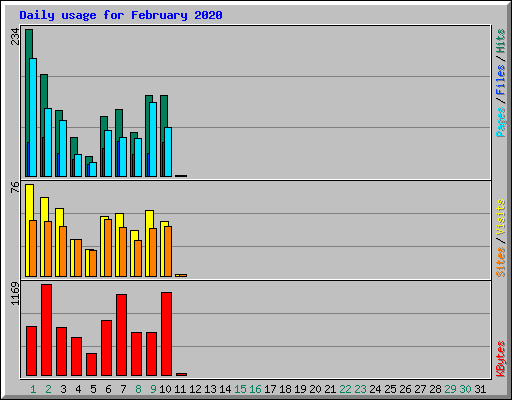 Daily usage for February 2020
234
Pages / Files / Hits
76
Sites / Visits
1169
KBytes
1 2 3 4 5 6 7 8 9 10 11 12 13 14 15 16 17 18 19 20 21 22 23 24 25 26 27 28 29 30 31